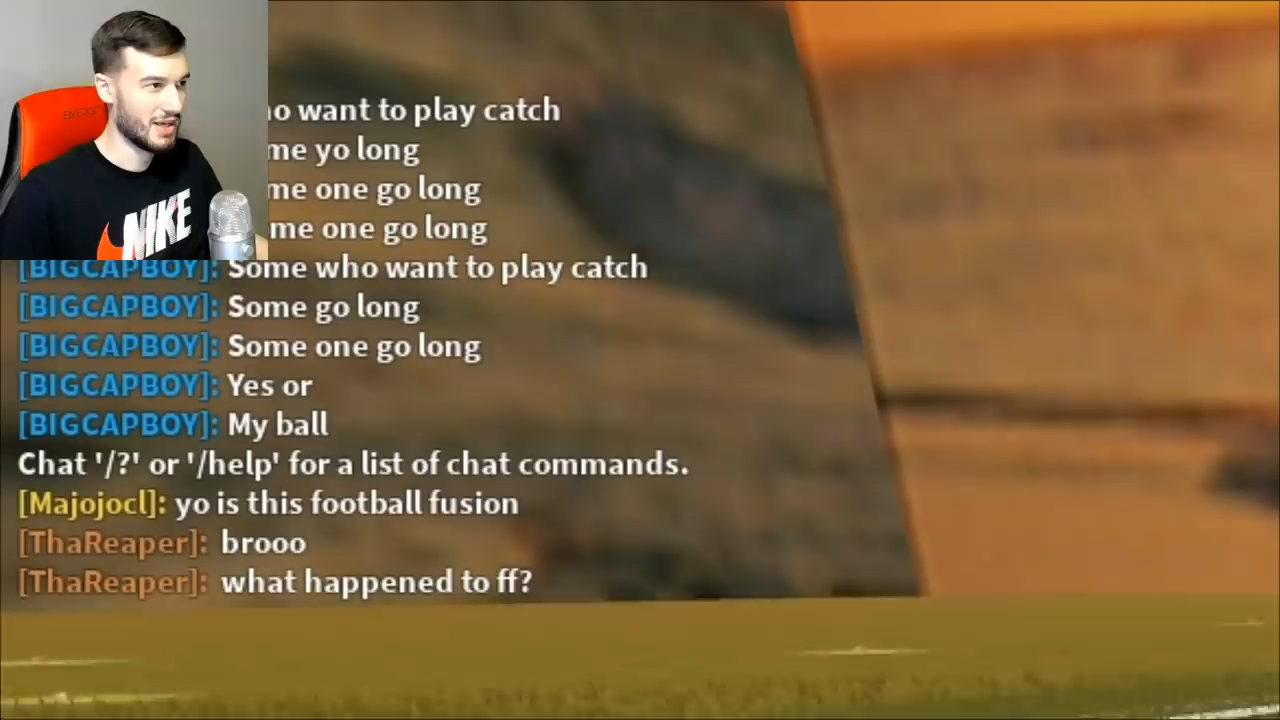 o want to play catch
me yo long
me one go long
me one go long
[BIGCAPBOY]: Some who want to play catch
[BIGCAPBOY]: Some go long
[BIGCAPBOY]: Some one go long
[BIGCAPBOY]: Yes or
[BIGCAPBOY]: My ball
Chat '/?' or '/help' for a list of chat commands.
[Majojocl]: yo is this football fusion
[ThaReaper]: brooo
[ThaReaper]: what happened to ff?
NIKE